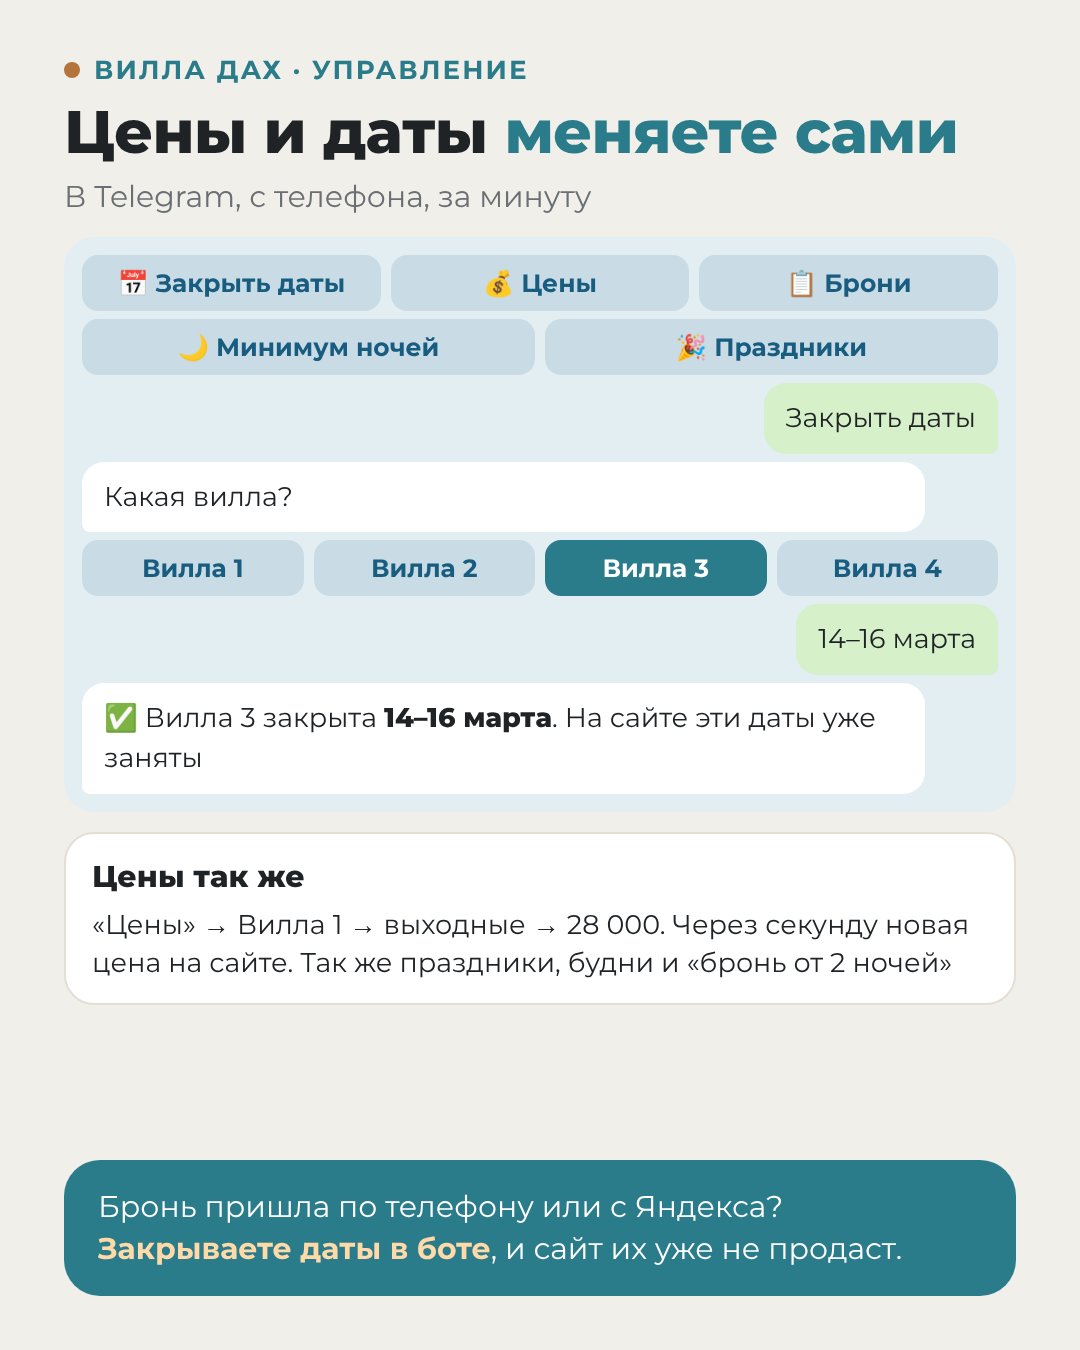 ВИЛЛА ДАХ · УПРАВЛЕНИЕ
Цены и даты меняете сами
В Telegram, с телефона, за минуту
📅 Закрыть даты
💰 Цены
📋 Брони
🌙 Минимум ночей
🎉 Праздники
Закрыть даты
Какая вилла?
Вилла 1
Вилла 2
Вилла 3
Вилла 4
14–16 марта
✅ Вилла 3 закрыта 14–16 марта. На сайте эти даты уже
заняты
Цены так же
«Цены» → Вилла 1 → выходные → 28 000. Через секунду новая
цена на сайте. Так же праздники, будни и «бронь от 2 ночей»
Бронь пришла по телефону или с Яндекса?
Закрываете даты в боте, и сайт их уже не продаст.